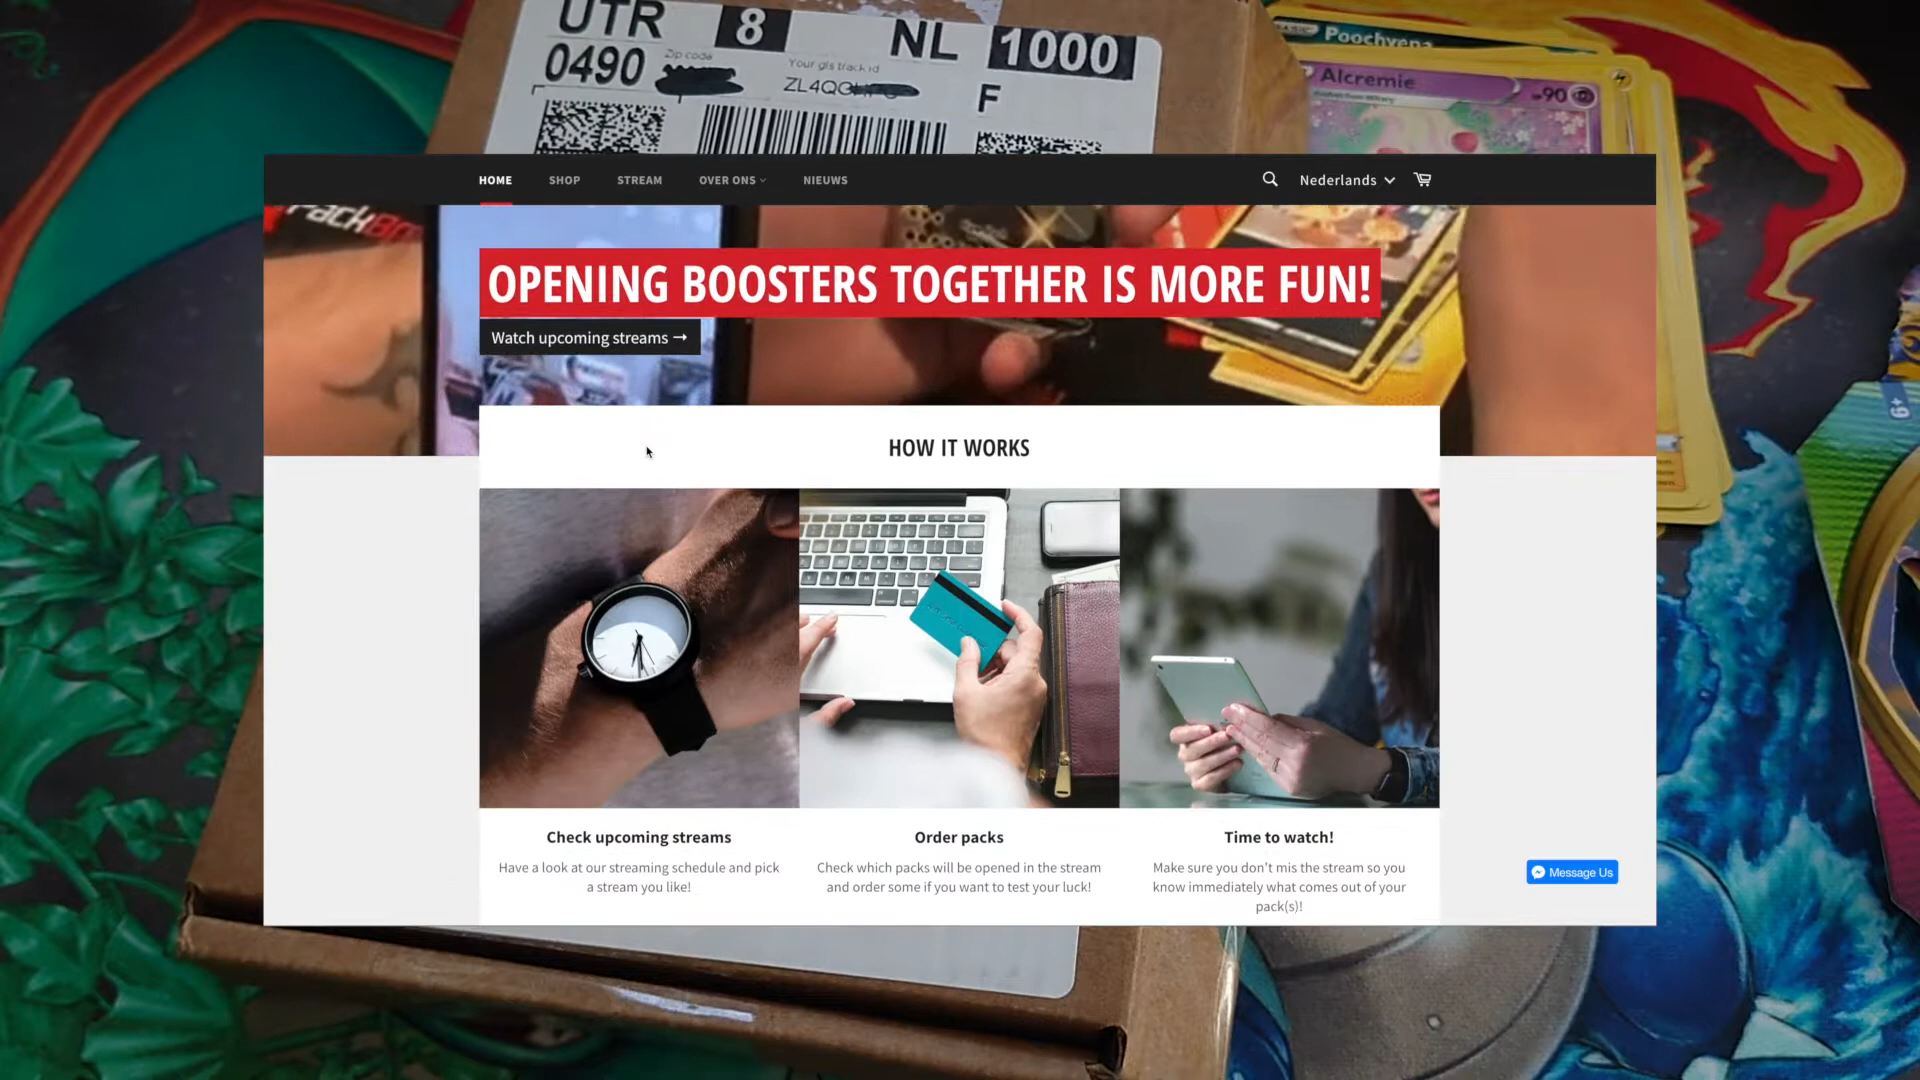 UTR 8 NL 1000
0490 Zip code Your gls track id
ZL4Q
F
BASIC Poochyena
Alcremie
90
HOME SHOP STREAM OVER ONS NIEUWS Nederlands
OPENING BOOSTERS TOGETHER IS MORE FUN!
Watch upcoming streams →
HOW IT WORKS
Check upcoming streams
Have a look at our streaming schedule and pick
a stream you like!
Order packs
Check which packs will be opened in the stream
and order some if you want to test your luck!
Time to watch!
Make sure you don't mis the stream so you
know immediately what comes out of your
pack(s)!
Message Us
6+